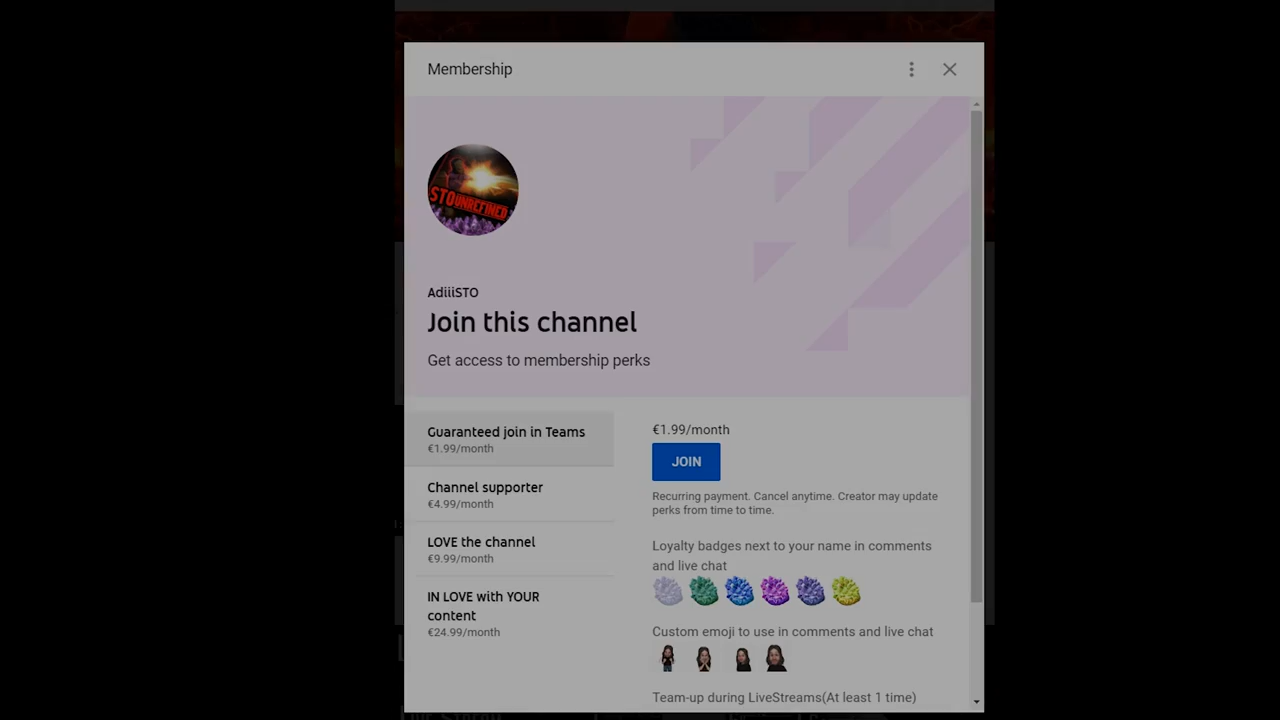 Membership
STOUNREFINED
AdiiiSTO
Join this channel
Get access to membership perks
Guaranteed join in Teams
€1.99/month
Channel supporter
€4.99/month
LOVE the channel
€9.99/month
IN LOVE with YOUR
content
€24.99/month
€1.99/month
JOIN
Recurring payment. Cancel anytime. Creator may update
perks from time to time.
Loyalty badges next to your name in comments
and live chat
Custom emoji to use in comments and live chat
Team-up during LiveStreams(At least 1 time)